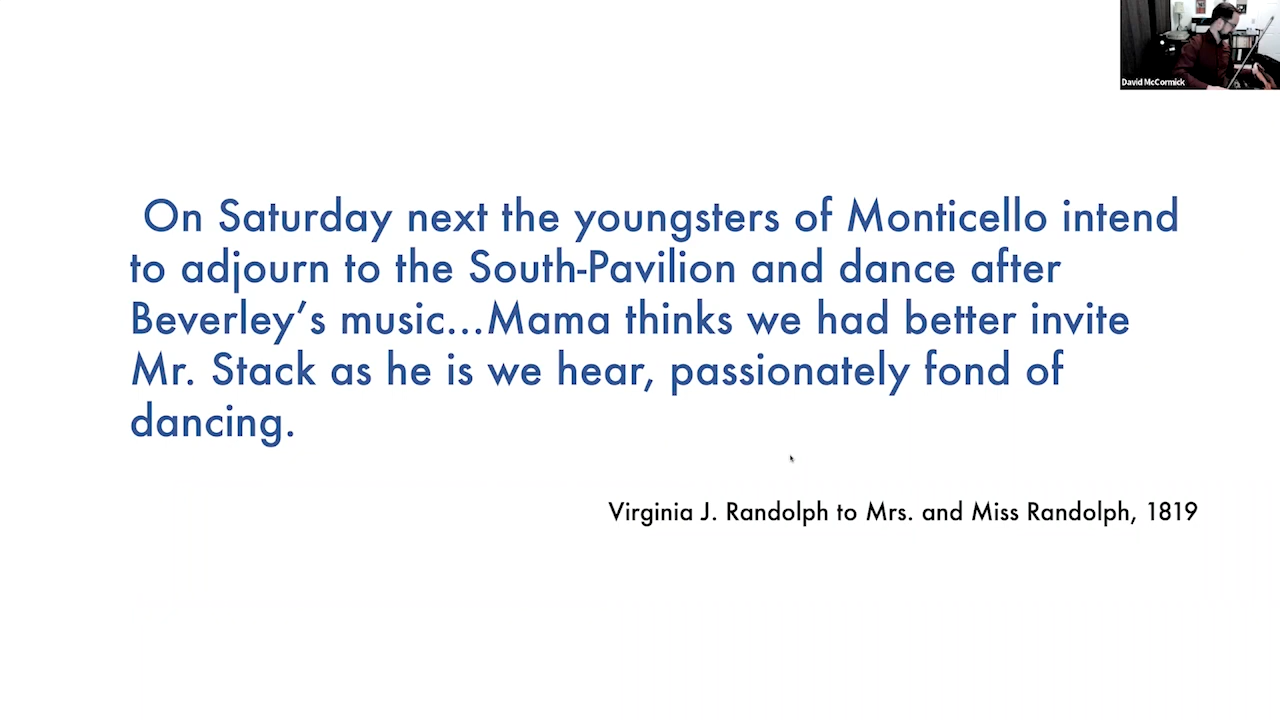 David McCormick
On Saturday next the youngsters of Monticello intend
to adjourn to the South-Pavilion and dance after
Beverley’s music...Mama thinks we had better invite
Mr. Stack as he is we hear, passionately fond of
dancing.
Virginia J. Randolph to Mrs. and Miss Randolph, 1819